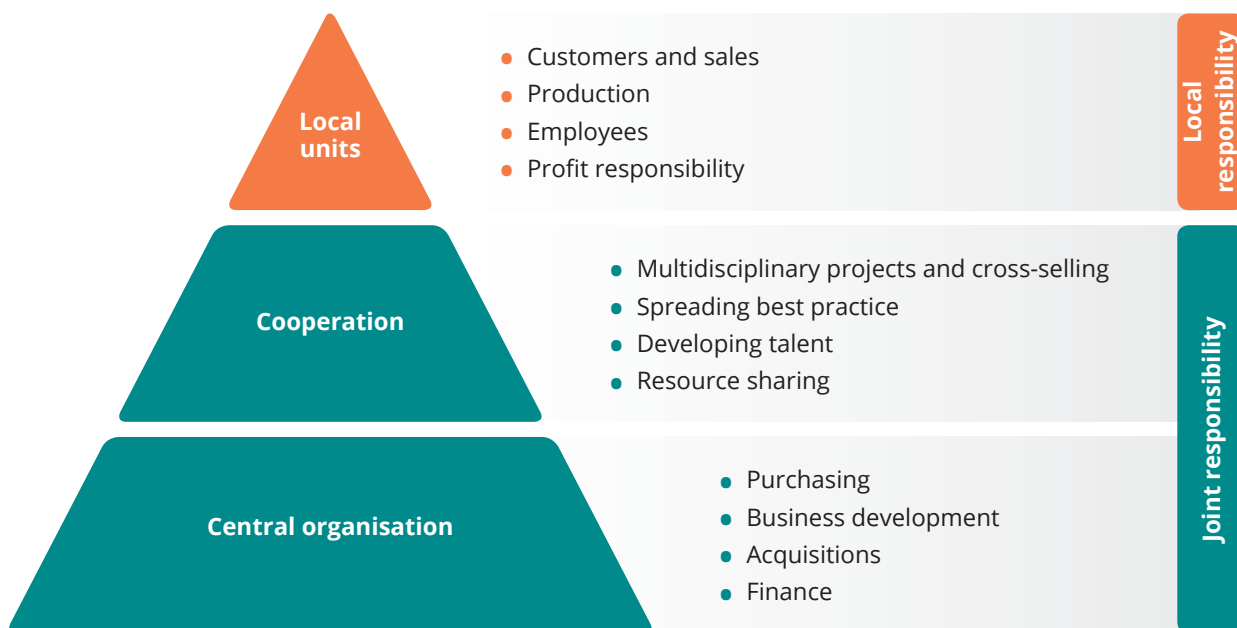 Local
units
• Customers and sales
• Production
• Employees
• Profit responsibility
Local
responsibility
Cooperation
• Multidisciplinary projects and cross-selling
• Spreading best practice
• Developing talent
• Resource sharing
Central organisation
• Purchasing
• Business development
• Acquisitions
• Finance
Joint responsibility